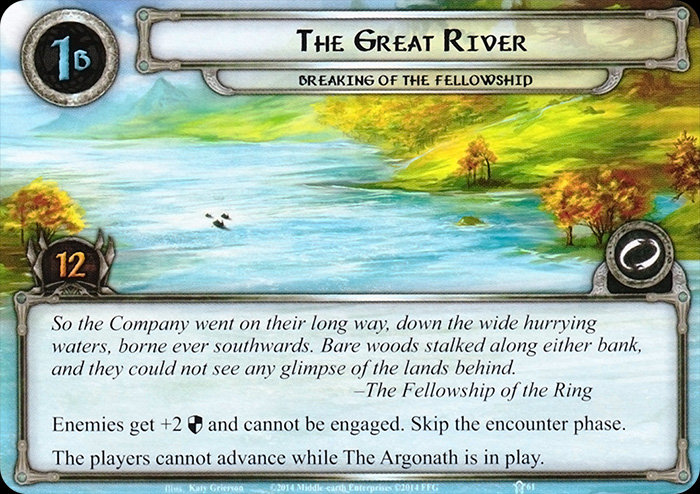 1B
THE GREAT RIVER
BREAKING OF THE FELLOWSHIP
12
So the Company went on their long way, down the wide hurrying
waters, borne ever southwards. Bare woods stalked along either bank,
and they could not see any glimpse of the lands behind.
–The Fellowship of the Ring
Enemies get +2 and cannot be engaged. Skip the encounter phase.
The players cannot advance while The Argonath is in play.
Illus. Katy Grierson ©2014 Middle-earth Enterprises ©2014 FFG 61